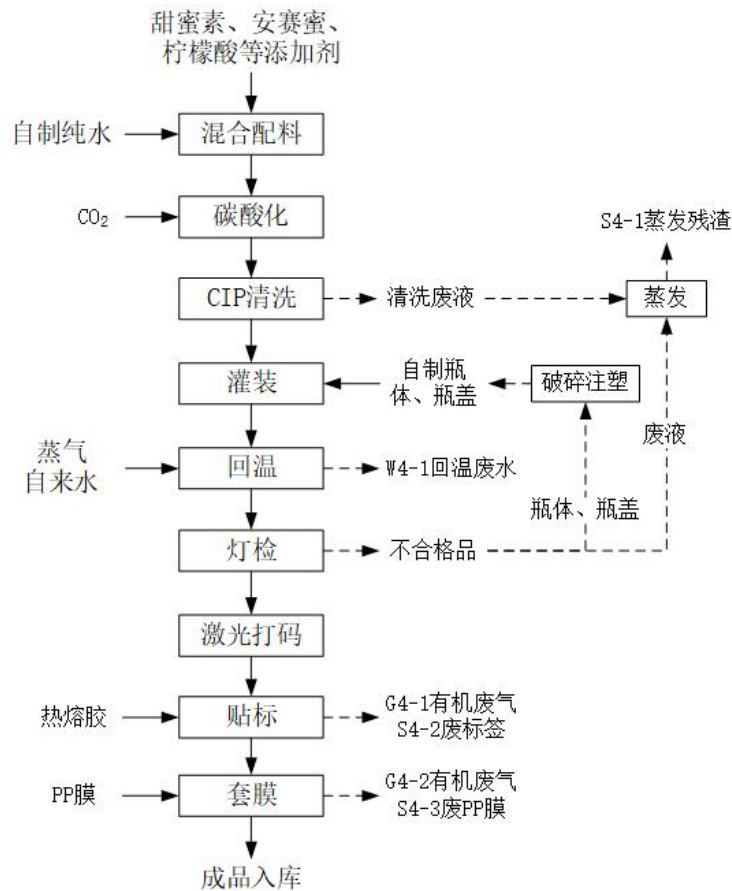 甜蜜素、安赛蜜、
柠檬酸等添加剂
自制纯水
混合配料
CO₂
碳酸化
S4-1蒸发残渣
CIP清洗
清洗废液
蒸发
灌装
自制瓶
体、瓶盖
破碎注塑
废液
蒸气
自来水
回温
W4-1回温废水
瓶体、瓶盖
灯检
不合格品
激光打码
热熔胶
贴标
G4-1有机废气
S4-2废标签
PP膜
套膜
G4-2有机废气
S4-3废PP膜
成品入库